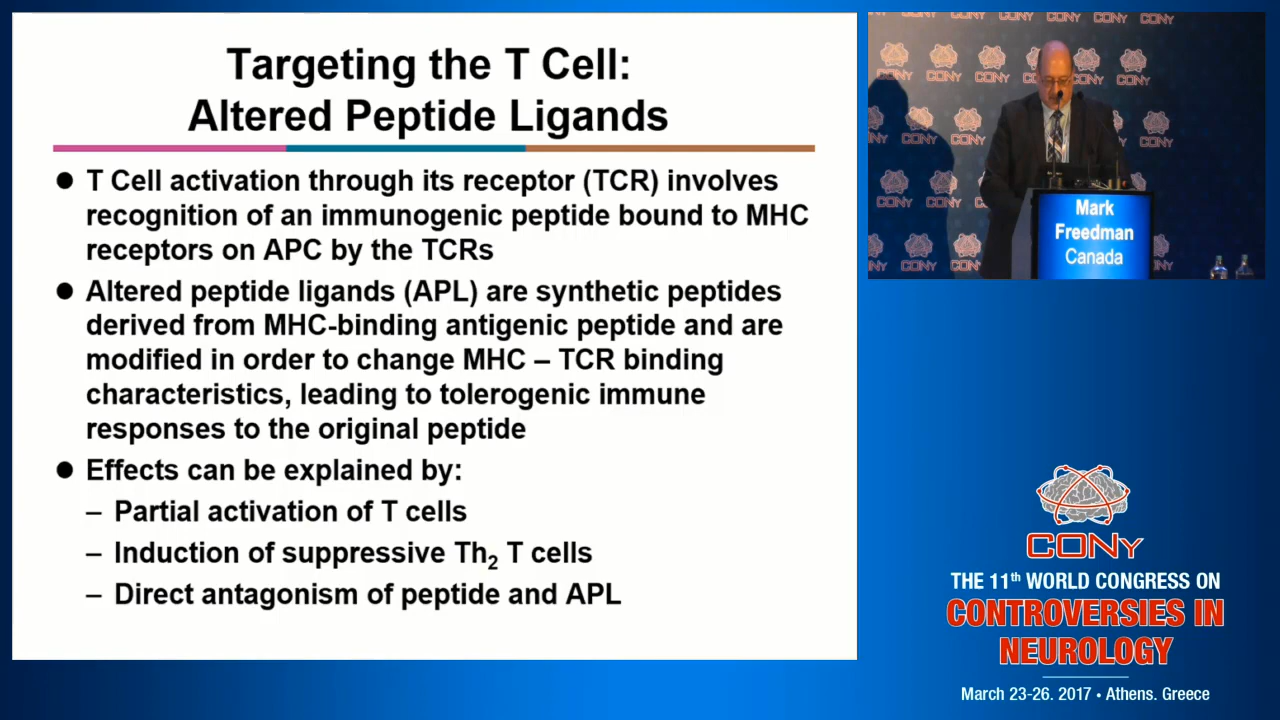 Targeting the T Cell:
Altered Peptide Ligands
● T Cell activation through its receptor (TCR) involves
recognition of an immunogenic peptide bound to MHC
receptors on APC by the TCRs
● Altered peptide ligands (APL) are synthetic peptides
derived from MHC-binding antigenic peptide and are
modified in order to change MHC – TCR binding
characteristics, leading to tolerogenic immune
responses to the original peptide
● Effects can be explained by:
– Partial activation of T cells
– Induction of suppressive Th₂ T cells
– Direct antagonism of peptide and APL
CONy
Mark
Freedman
Canada
CONy
THE 11th WORLD CONGRESS ON
CONTROVERSIES IN
NEUROLOGY
March 23-26. 2017 • Athens. Greece